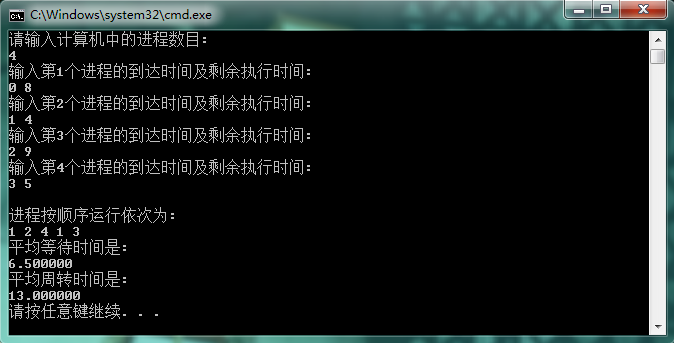 C:\Windows\system32\cmd.exe
请输入计算机中的进程数目:
4
输入第1个进程的到达时间及剩余执行时间:
0 8
输入第2个进程的到达时间及剩余执行时间:
1 4
输入第3个进程的到达时间及剩余执行时间:
2 9
输入第4个进程的到达时间及剩余执行时间:
3 5
进程按顺序运行依次为:
1 2 4 1 3
平均等待时间是:
6.500000
平均周转时间是:
13.000000
请按任意键继续. . .